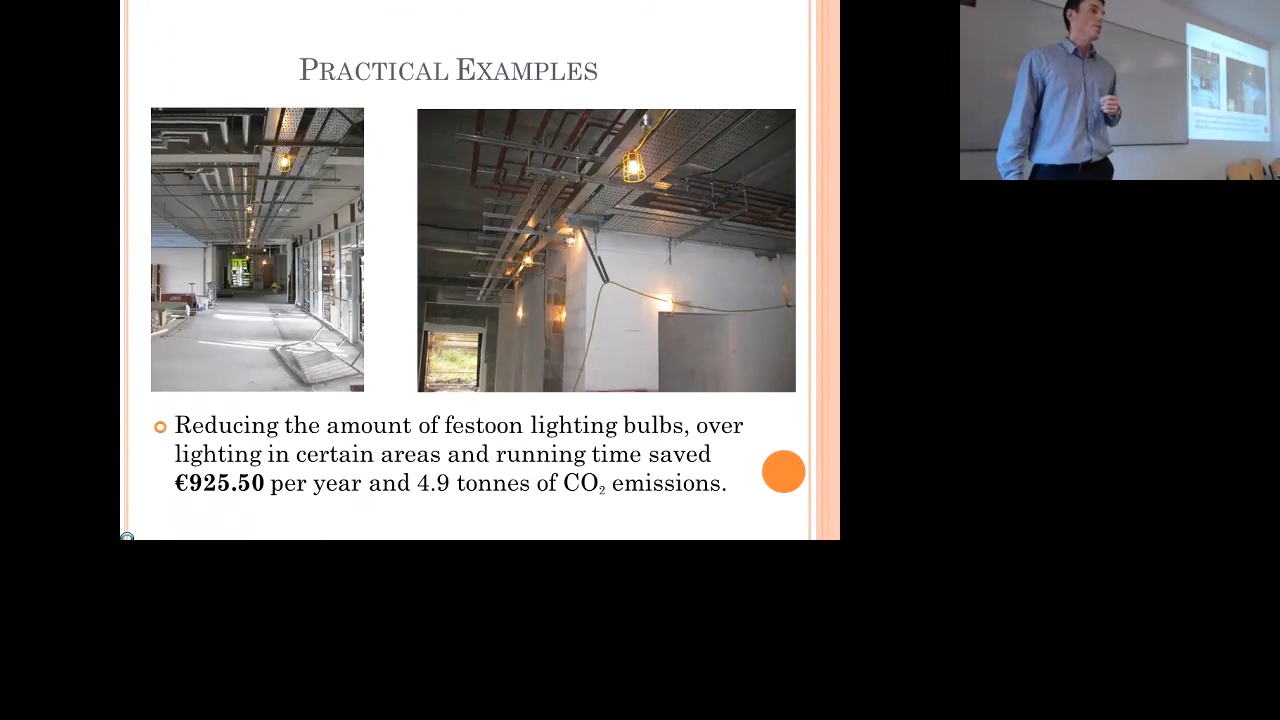 PRACTICAL EXAMPLES
Reducing the amount of festoon lighting bulbs, over
lighting in certain areas and running time saved
€925.50 per year and 4.9 tonnes of CO₂ emissions.